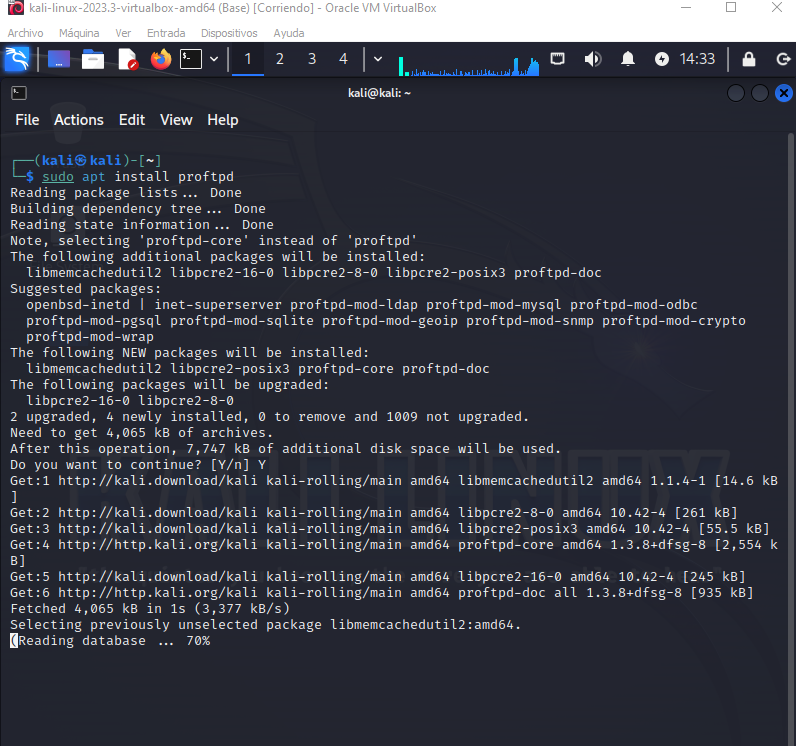 kali-linux-2023.3-virtualbox-amd64 (Base) [Corriendo] - Oracle VM VirtualBox
Archivo Máquina Ver Entrada Dispositivos Ayuda
1 2 3 4 14:33
kali@kali: ~
File Actions Edit View Help
┌──(kali㉿kali)-[~]
└─$ sudo apt install proftpd
Reading package lists... Done
Building dependency tree... Done
Reading state information... Done
Note, selecting 'proftpd-core' instead of 'proftpd'
The following additional packages will be installed:
libmemcachedutil2 libpcre2-16-0 libpcre2-8-0 libpcre2-posix3 proftpd-doc
Suggested packages:
openbsd-inetd | inet-superserver proftpd-mod-ldap proftpd-mod-mysql proftpd-mod-odbc
proftpd-mod-pgsql proftpd-mod-sqlite proftpd-mod-geoip proftpd-mod-snmp proftpd-mod-crypto
proftpd-mod-wrap
The following NEW packages will be installed:
libmemcachedutil2 libpcre2-posix3 proftpd-core proftpd-doc
The following packages will be upgraded:
libpcre2-16-0 libpcre2-8-0
2 upgraded, 4 newly installed, 0 to remove and 1009 not upgraded.
Need to get 4,065 kB of archives.
After this operation, 7,747 kB of additional disk space will be used.
Do you want to continue? [Y/n] Y
Get:1 http://kali.download/kali kali-rolling/main amd64 libmemcachedutil2 amd64 1.1.4-1 [14.6 kB
]
Get:2 http://kali.download/kali kali-rolling/main amd64 libpcre2-8-0 amd64 10.42-4 [261 kB]
Get:3 http://kali.download/kali kali-rolling/main amd64 libpcre2-posix3 amd64 10.42-4 [55.5 kB]
Get:4 http://http.kali.org/kali kali-rolling/main amd64 proftpd-core amd64 1.3.8+dfsg-8 [2,554 k
B]
Get:5 http://kali.download/kali kali-rolling/main amd64 libpcre2-16-0 amd64 10.42-4 [245 kB]
Get:6 http://http.kali.org/kali kali-rolling/main amd64 proftpd-doc all 1.3.8+dfsg-8 [935 kB]
Fetched 4,065 kB in 1s (3,377 kB/s)
Selecting previously unselected package libmemcachedutil2:amd64.
(Reading database ... 70%
KALI LINUX